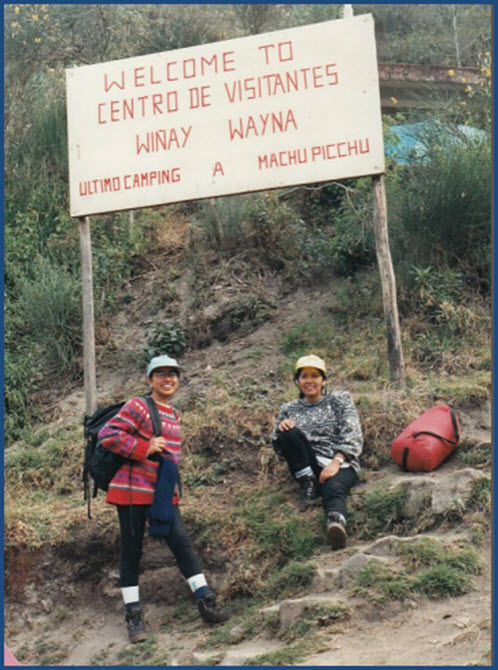 WELCOME TO
CENTRO DE VISITANTES
WIÑAY WAYNA
ULTIMO CAMPING A MACHU PICCHU